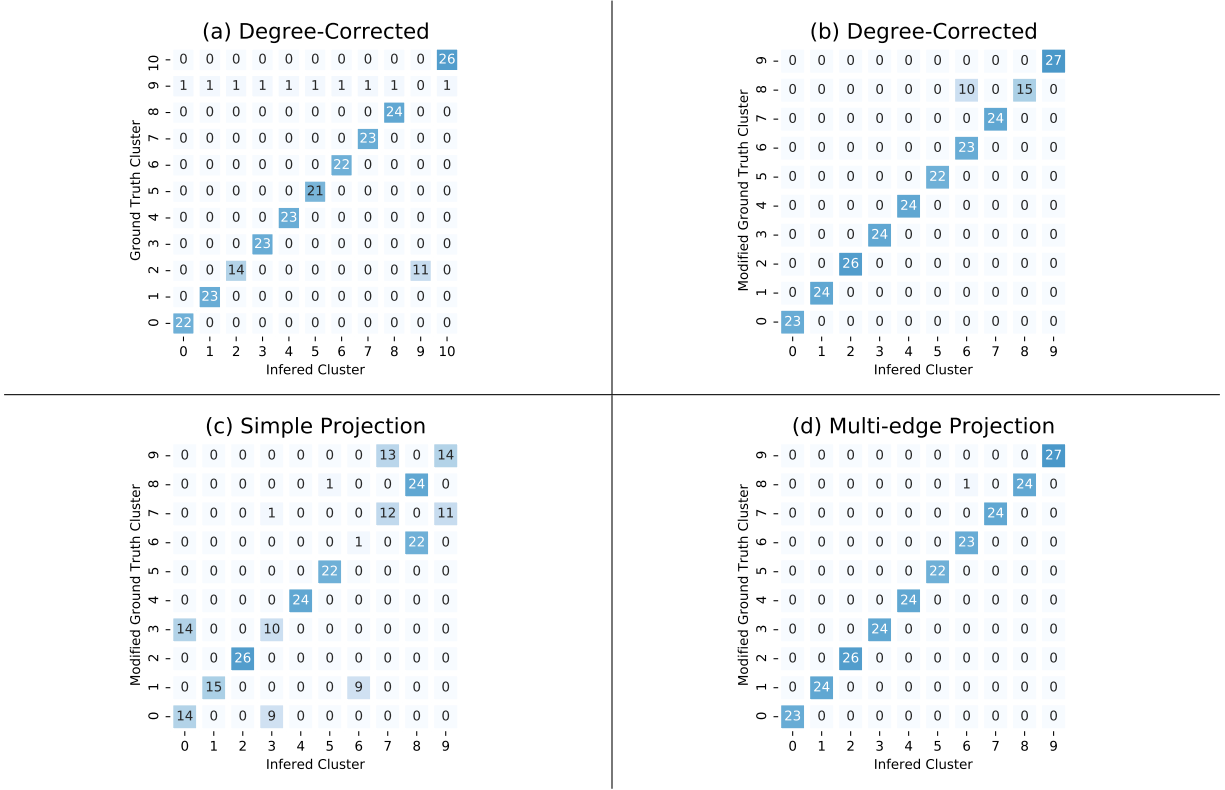 (a) Degree-Corrected
Ground Truth Cluster
10 0 0 0 0 0 0 0 0 0 0 26
9 1 1 1 1 1 1 1 1 1 0 1
8 0 0 0 0 0 0 0 0 24 0 0
7 0 0 0 0 0 0 0 23 0 0 0
6 0 0 0 0 0 0 22 0 0 0 0
5 0 0 0 0 0 21 0 0 0 0 0
4 0 0 0 0 23 0 0 0 0 0 0
3 0 0 0 23 0 0 0 0 0 0 0
2 0 0 14 0 0 0 0 0 0 11 0
1 0 23 0 0 0 0 0 0 0 0 0
0 22 0 0 0 0 0 0 0 0 0 0
0 1 2 3 4 5 6 7 8 9 10
Infered Cluster
(b) Degree-Corrected
Modified Ground Truth Cluster
9 0 0 0 0 0 0 0 0 0 27
8 0 0 0 0 0 0 10 0 15 0
7 0 0 0 0 0 0 0 24 0 0
6 0 0 0 0 0 0 23 0 0 0
5 0 0 0 0 0 22 0 0 0 0
4 0 0 0 0 24 0 0 0 0 0
3 0 0 0 24 0 0 0 0 0 0
2 0 0 26 0 0 0 0 0 0 0
1 0 24 0 0 0 0 0 0 0 0
0 23 0 0 0 0 0 0 0 0 0
0 1 2 3 4 5 6 7 8 9
Infered Cluster
(c) Simple Projection
Modified Ground Truth Cluster
9 0 0 0 0 0 0 0 13 0 14
8 0 0 0 0 0 1 0 0 24 0
7 0 0 0 1 0 0 0 12 0 11
6 0 0 0 0 0 0 1 0 22 0
5 0 0 0 0 0 22 0 0 0 0
4 0 0 0 0 24 0 0 0 0 0
3 14 0 0 10 0 0 0 0 0 0
2 0 0 26 0 0 0 0 0 0 0
1 0 15 0 0 0 0 9 0 0 0
0 14 0 0 9 0 0 0 0 0 0
0 1 2 3 4 5 6 7 8 9
Infered Cluster
(d) Multi-edge Projection
Modified Ground Truth Cluster
9 0 0 0 0 0 0 0 0 0 27
8 0 0 0 0 0 0 1 0 24 0
7 0 0 0 0 0 0 0 24 0 0
6 0 0 0 0 0 0 23 0 0 0
5 0 0 0 0 0 22 0 0 0 0
4 0 0 0 0 24 0 0 0 0 0
3 0 0 0 24 0 0 0 0 0 0
2 0 0 26 0 0 0 0 0 0 0
1 0 24 0 0 0 0 0 0 0 0
0 23 0 0 0 0 0 0 0 0 0
0 1 2 3 4 5 6 7 8 9
Infered Cluster